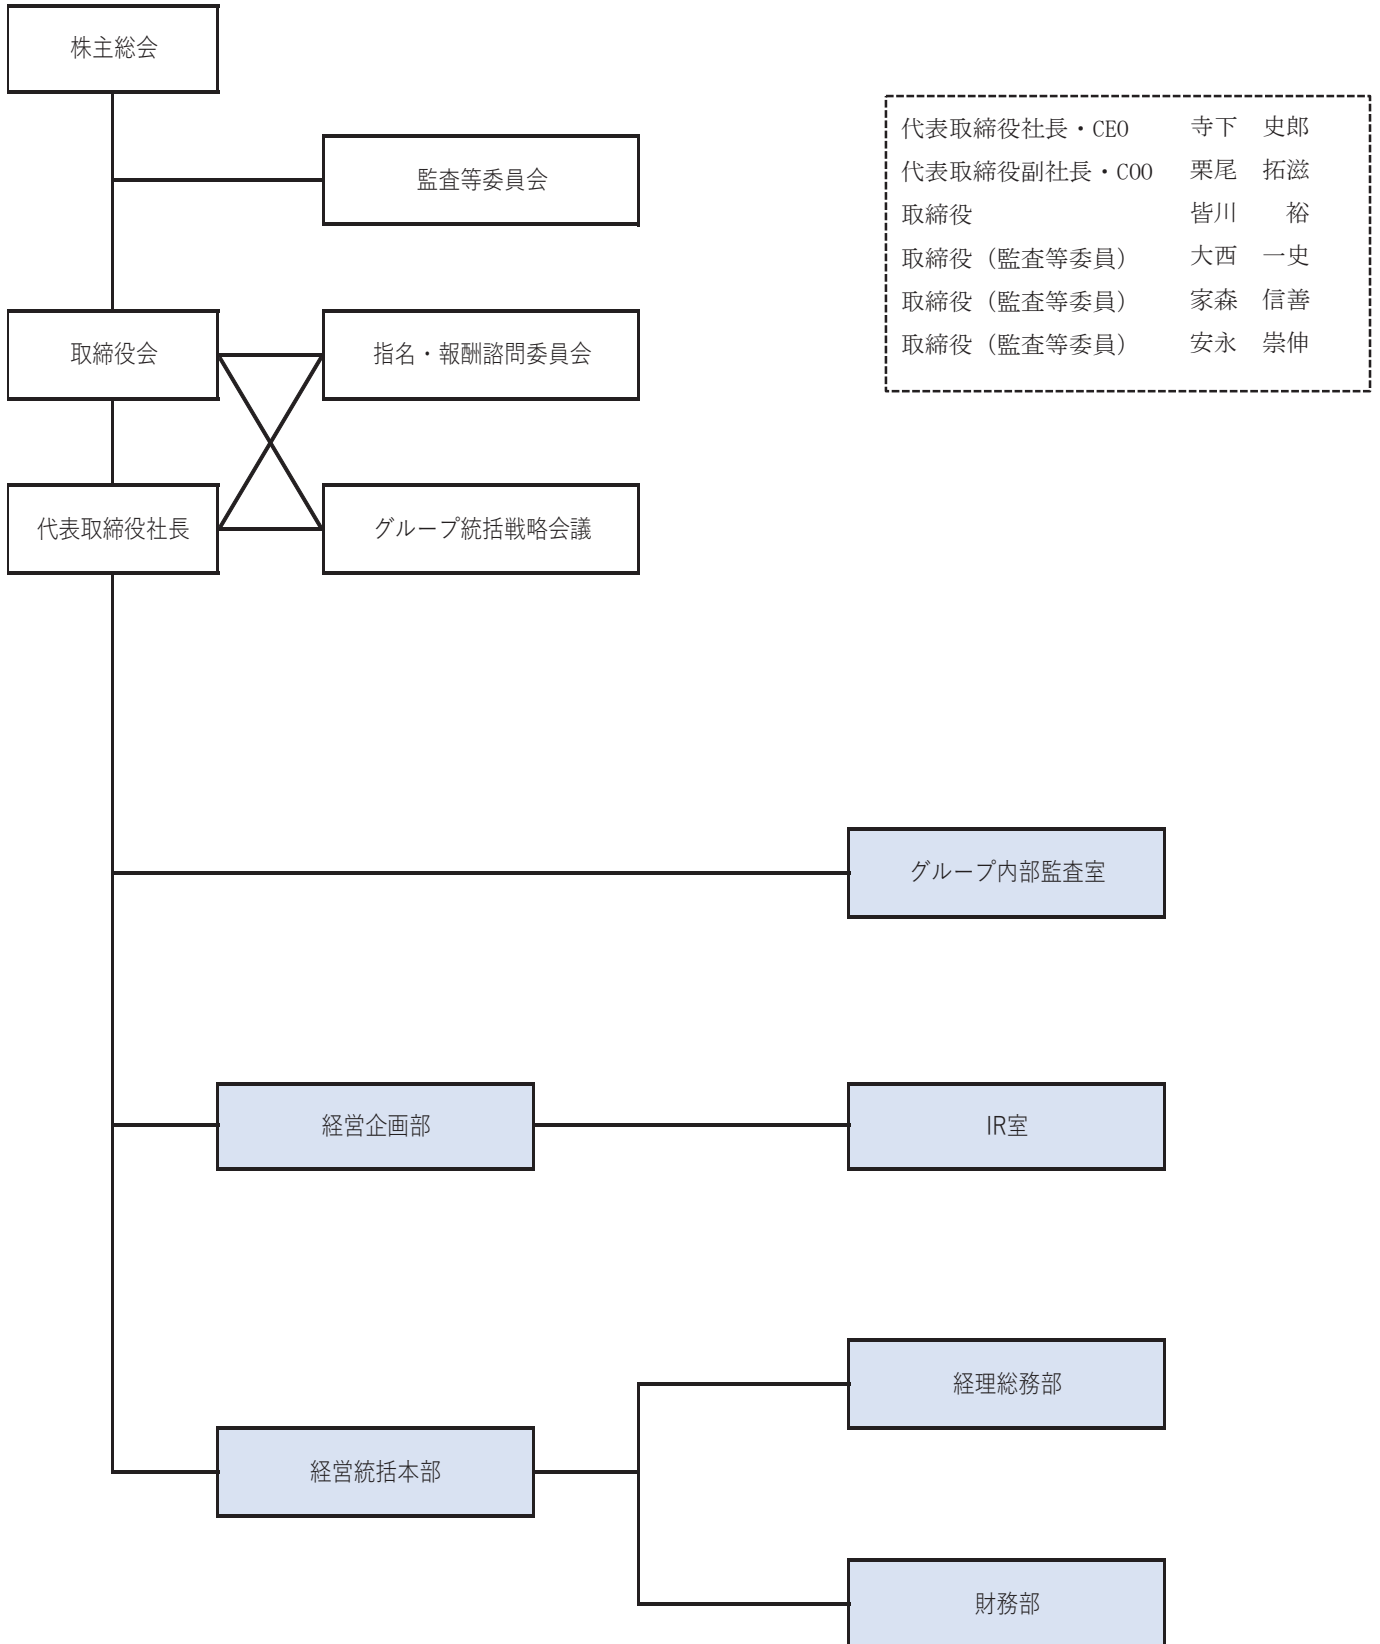 株主総会
監査等委員会
代表取締役社長・CEO　寺下　史郎
代表取締役副社長・COO　栗尾　拓滋
取締役　皆川　　裕
取締役（監査等委員）　大西　一史
取締役（監査等委員）　家森　信善
取締役（監査等委員）　安永　崇伸
取締役会
指名・報酬諮問委員会
代表取締役社長
グループ統括戦略会議
グループ内部監査室
経営企画部
IR室
経理総務部
経営統括本部
財務部